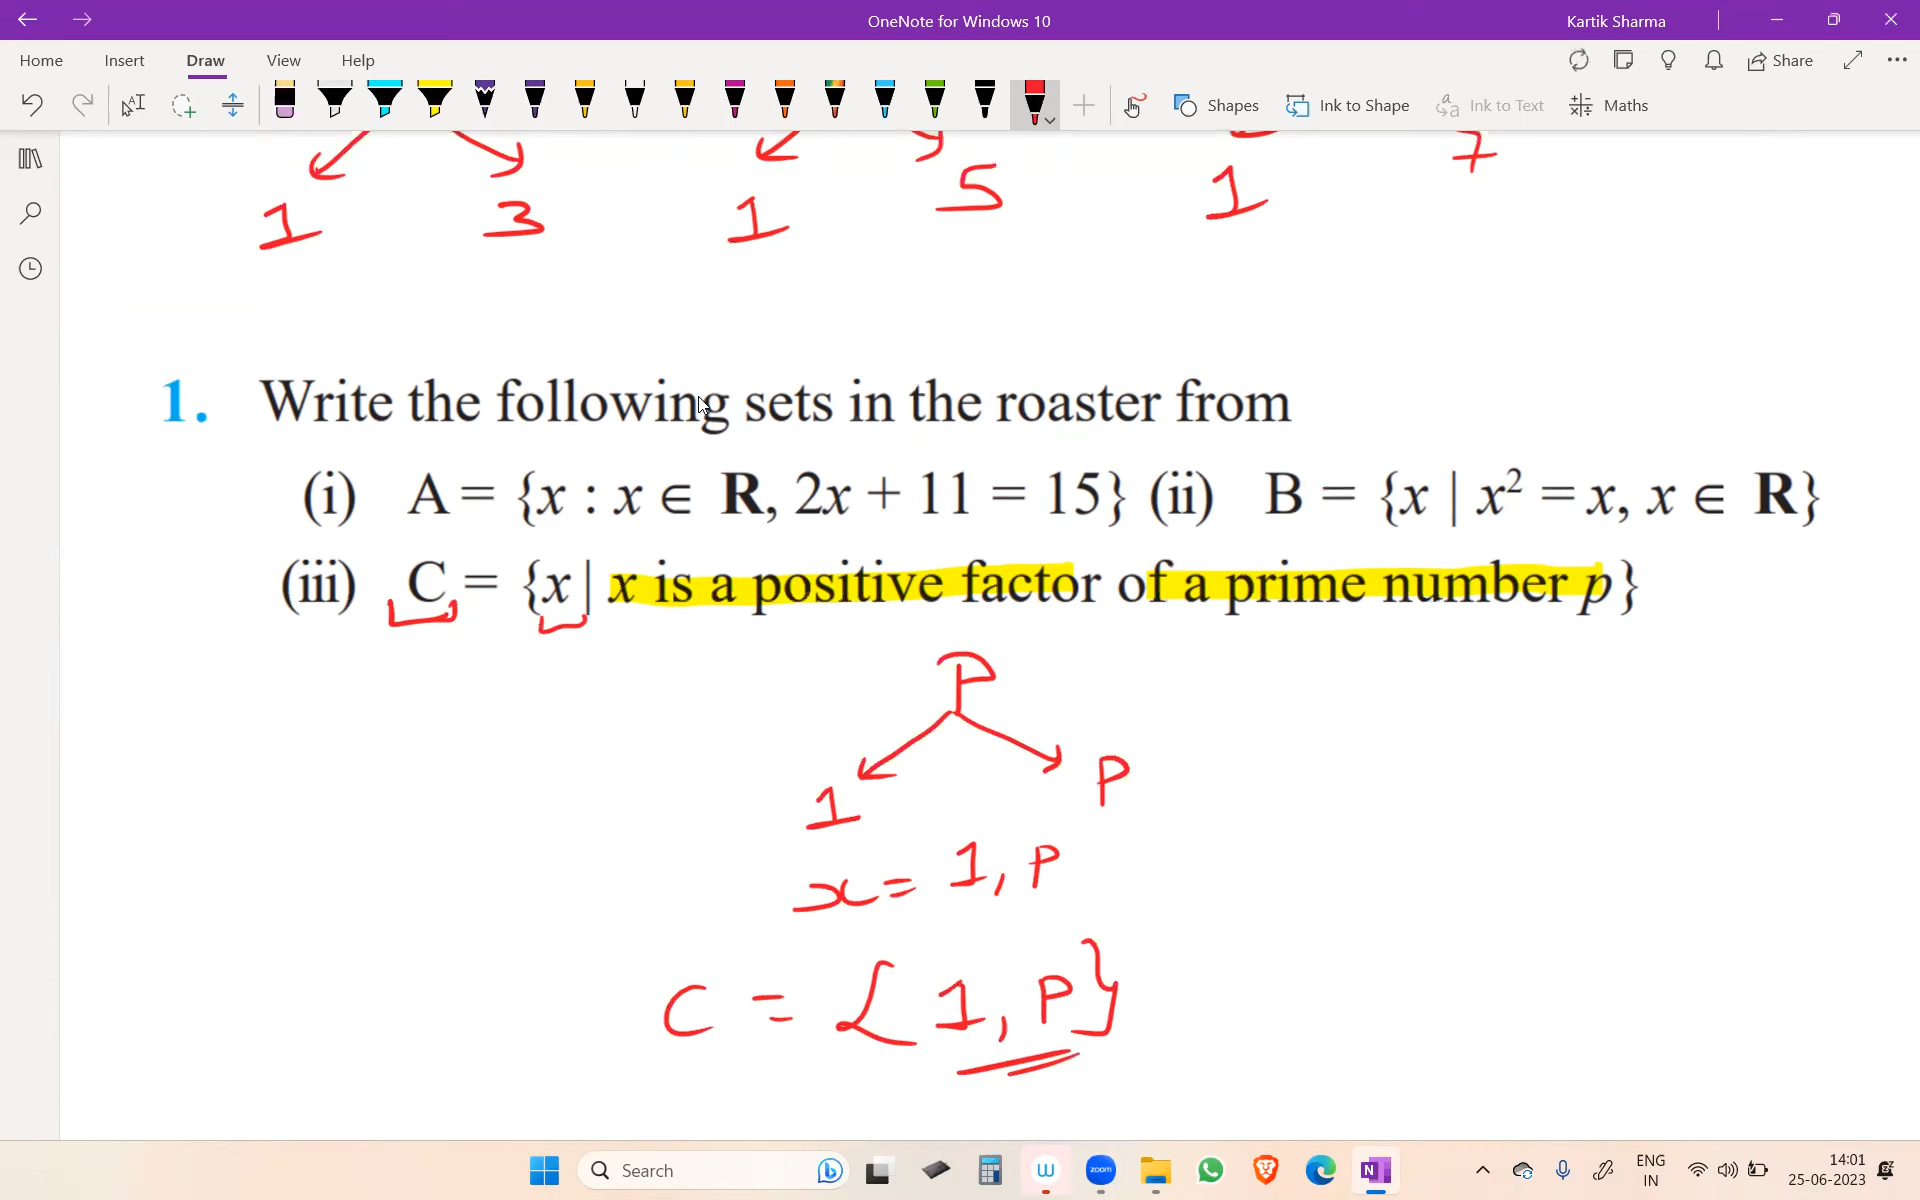 OneNote for Windows 10
Kartik Sharma
Home Insert Draw View Help
Share
Shapes
Ink to Shape
Ink to Text
Maths
7
1 3 1 5 1
1. Write the following sets in the roaster from
(i) A = {x : x ∈ R, 2x + 11 = 15} (ii) B = {x | x² = x, x ∈ R}
(iii) C = {x | x is a positive factor of a prime number p}
P
1 P
x = 1, P
C = { 1, P}
Search
zoom
ENG
IN
14:01
25-06-2023